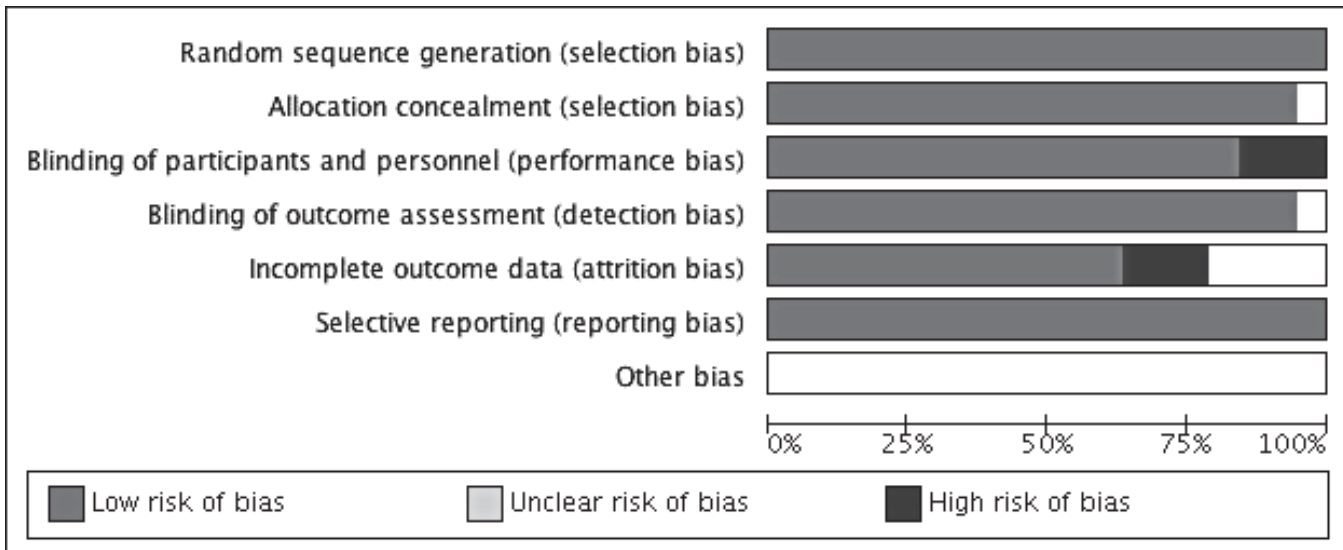 Random sequence generation (selection bias)
Allocation concealment (selection bias)
Blinding of participants and personnel (performance bias)
Blinding of outcome assessment (detection bias)
Incomplete outcome data (attrition bias)
Selective reporting (reporting bias)
Other bias
0% 25% 50% 75% 100%
Low risk of bias Unclear risk of bias High risk of bias